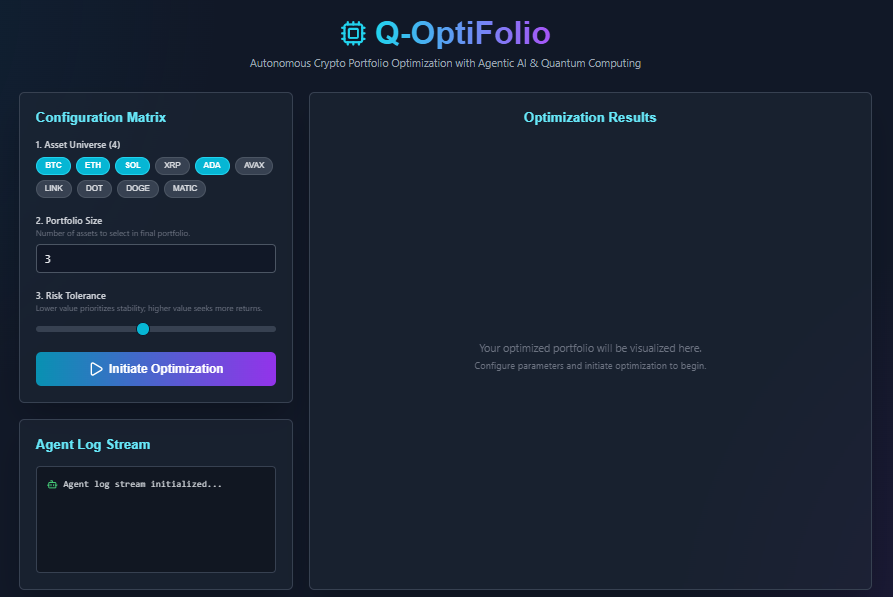 Q-OptiFolio
Autonomous Crypto Portfolio Optimization with Agentic AI & Quantum Computing
Configuration Matrix
1. Asset Universe (4)
BTC ETH SOL XRP ADA AVAX
LINK DOT DOGE MATIC
2. Portfolio Size
Number of assets to select in final portfolio.
3
3. Risk Tolerance
Lower value prioritizes stability; higher value seeks more returns.
Initiate Optimization
Agent Log Stream
Agent log stream initialized...
Optimization Results
Your optimized portfolio will be visualized here.
Configure parameters and initiate optimization to begin.